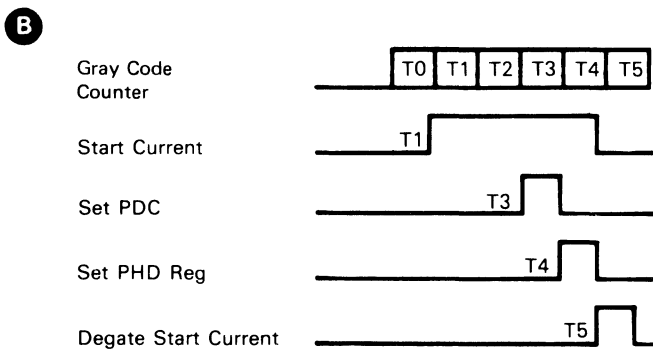 B
Gray Code
Counter
T0 T1 T2 T3 T4 T5
Start Current
T1
Set PDC
T3
Set PHD Reg
T4
Degate Start Current
T5